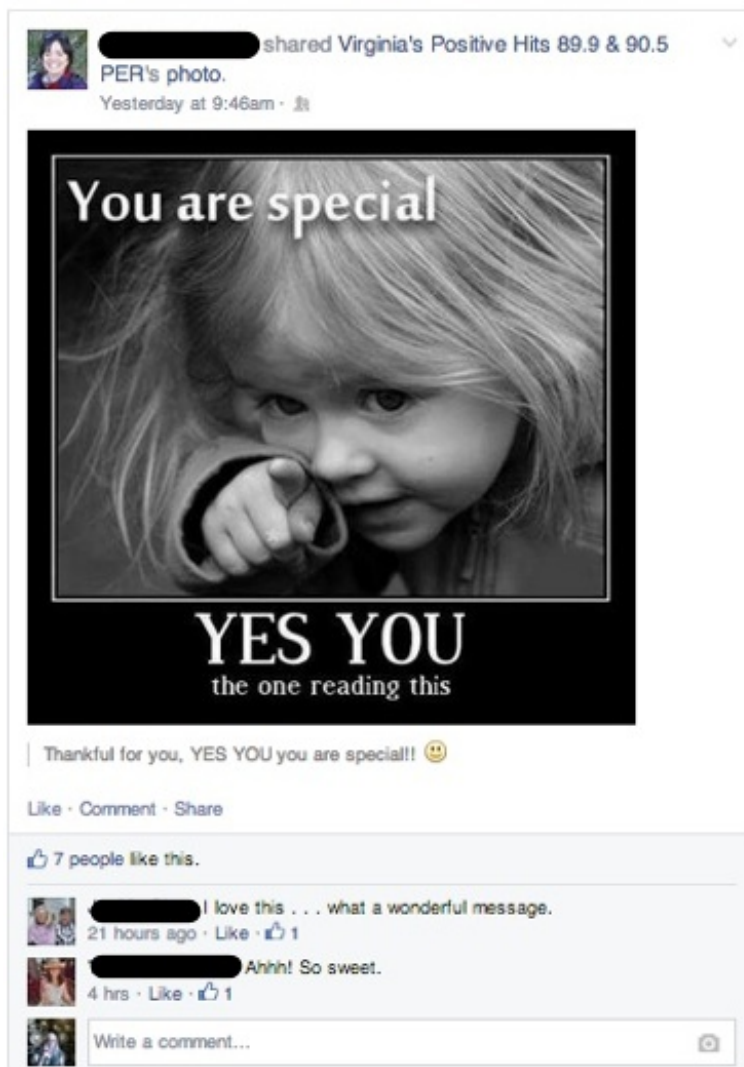 shared Virginia's Positive Hits 89.9 & 90.5
PER's photo.
Yesterday at 9:46am ·
You are special
YES YOU
the one reading this
Thankful for you, YES YOU you are special!!
Like · Comment · Share
7 people like this.
I love this . . . what a wonderful message.
21 hours ago · Like · 1
Ahhh! So sweet.
4 hrs · Like · 1
Write a comment...